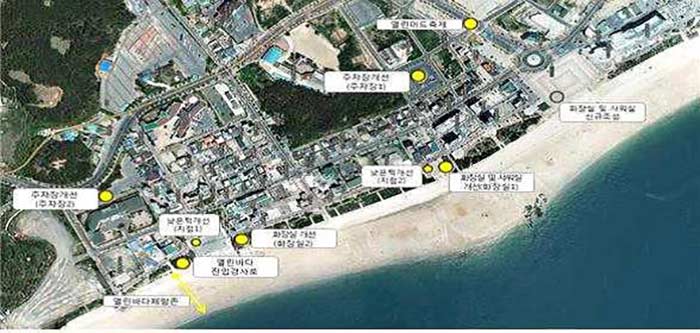 열린머드축제
주차장개선
(주차장1)
화장실 및 샤워실
신규조성
낮은턱개선
(지점2)
화장실 및 샤워실
개선(화장실1)
주차장개선
(주차장2)
낮은턱개선
(지점1)
화장실 개선
(화장실2)
열린바다
진입경사로
열린바다체험존